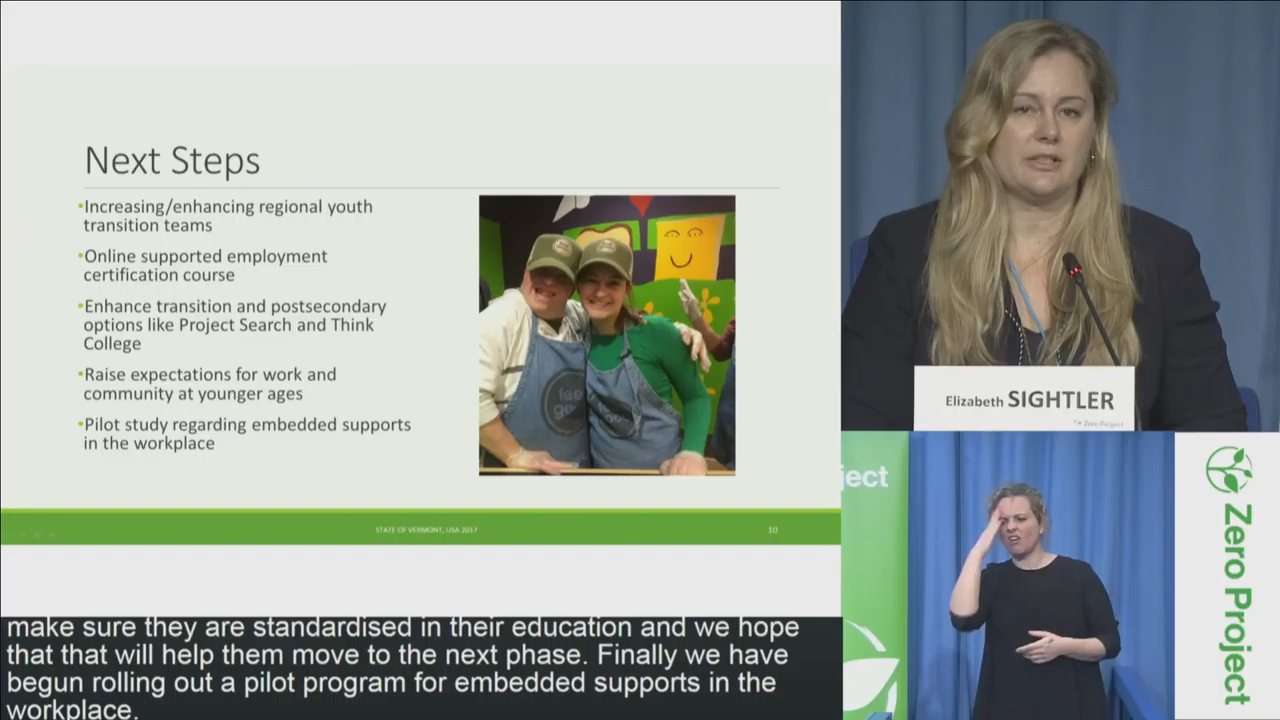 Next Steps
•Increasing/enhancing regional youth
transition teams
•Online supported employment
certification course
•Enhance transition and postsecondary
options like Project Search and Think
College
•Raise expectations for work and
community at younger ages
•Pilot study regarding embedded supports
in the workplace
STATE OF VERMONT, USA 2017
10
make sure they are standardised in their education and we hope
that that will help them move to the next phase. Finally we have
begun rolling out a pilot program for embedded supports in the
workplace.
Elizabeth SIGHTLER
Zero Project
ject
Zero Project